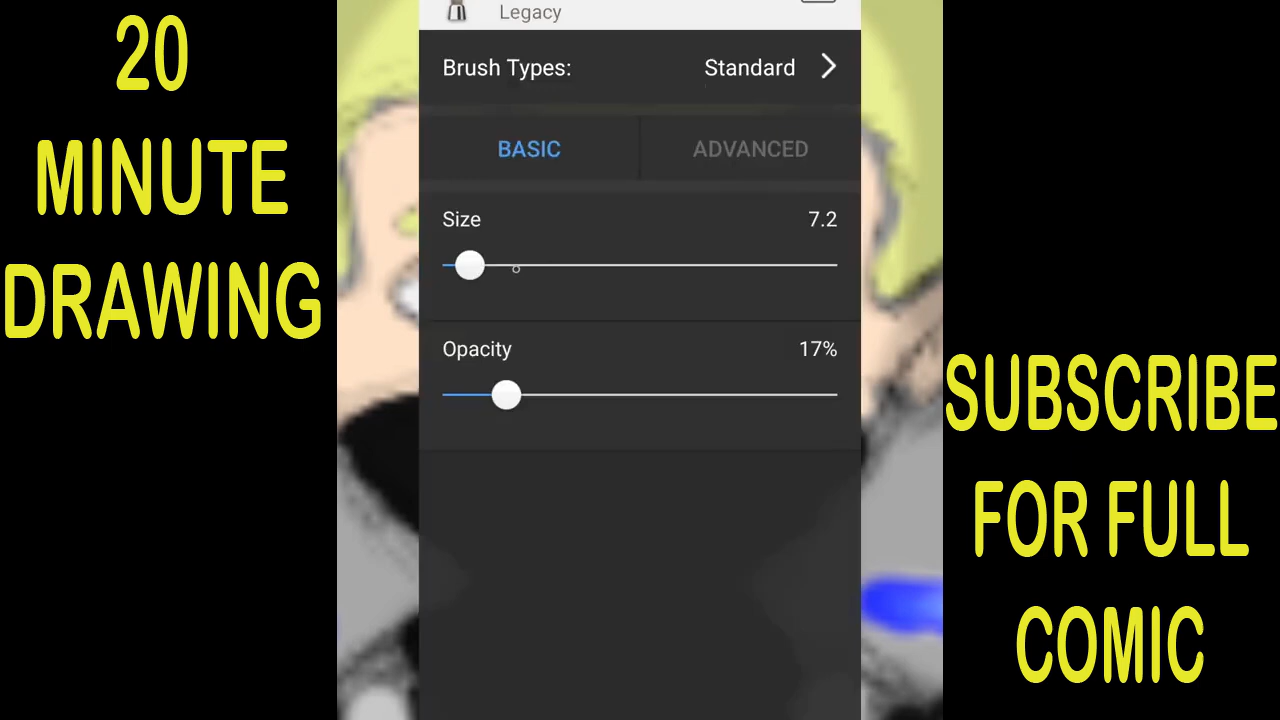 20
MINUTE
DRAWING
Legacy
Brush Types: Standard
BASIC ADVANCED
Size 7.2
Opacity 17%
SUBSCRIBE
FOR FULL
COMIC